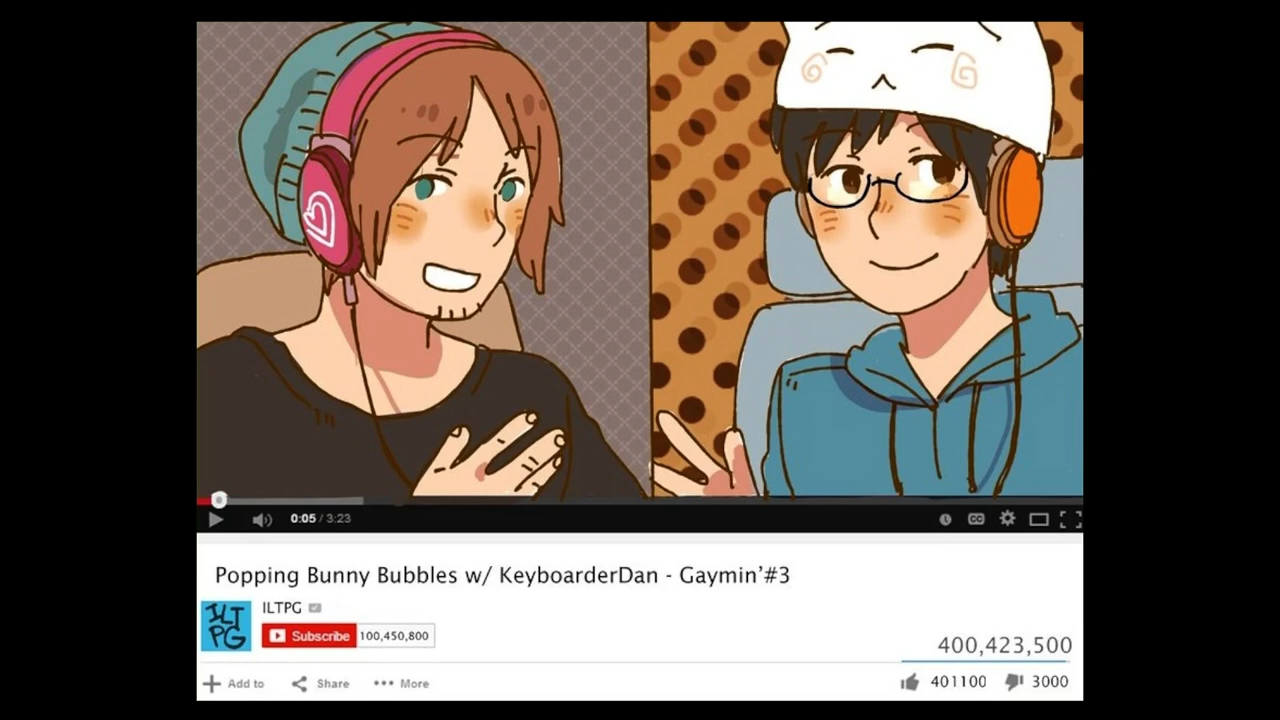 0:05 / 3:23
CC
Popping Bunny Bubbles w/ KeyboarderDan - Gaymin'#3
ILTPG
ILT
PG
Subscribe 100,450,800
400,423,500
Add to Share More
401100 3000